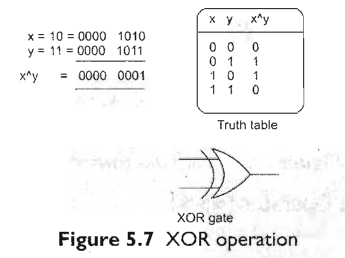 x = 10 = 0000 1010
y = 11 = 0000 1011
x^y = 0000 0001
x y x^y
0 0 0
0 1 1
1 0 1
1 1 0
Truth table
XOR gate
Figure 5.7 XOR operation